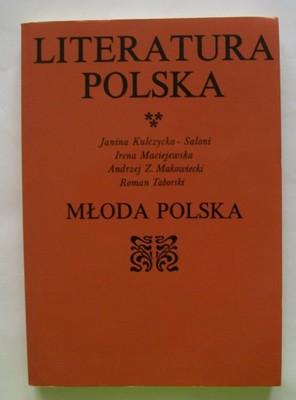 LITERATURA
POLSKA
Janina Kulczycka - Saloni
Irena Maciejewska
Andrzej Z. Makowiecki
Roman Taborski
MŁODA POLSKA